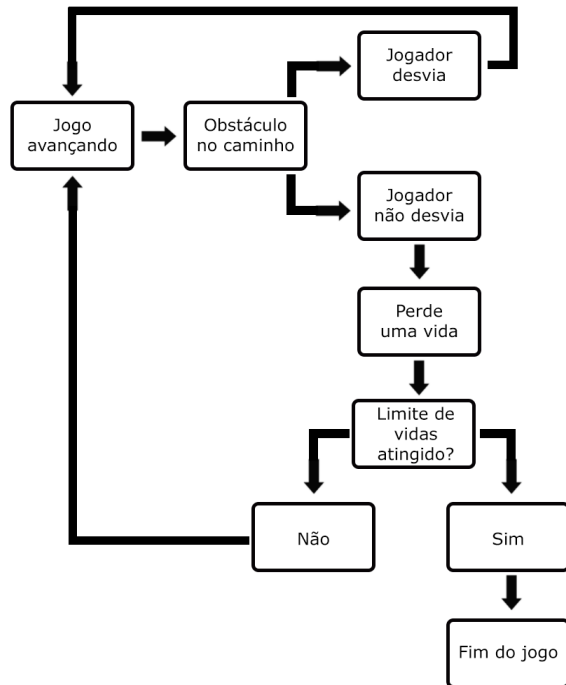 Jogador
desvia
Jogo
avançando
Obstáculo
no caminho
Jogador
não desvia
Perde
uma vida
Limite de
vidas
atingido?
Não
Sim
Fim do jogo